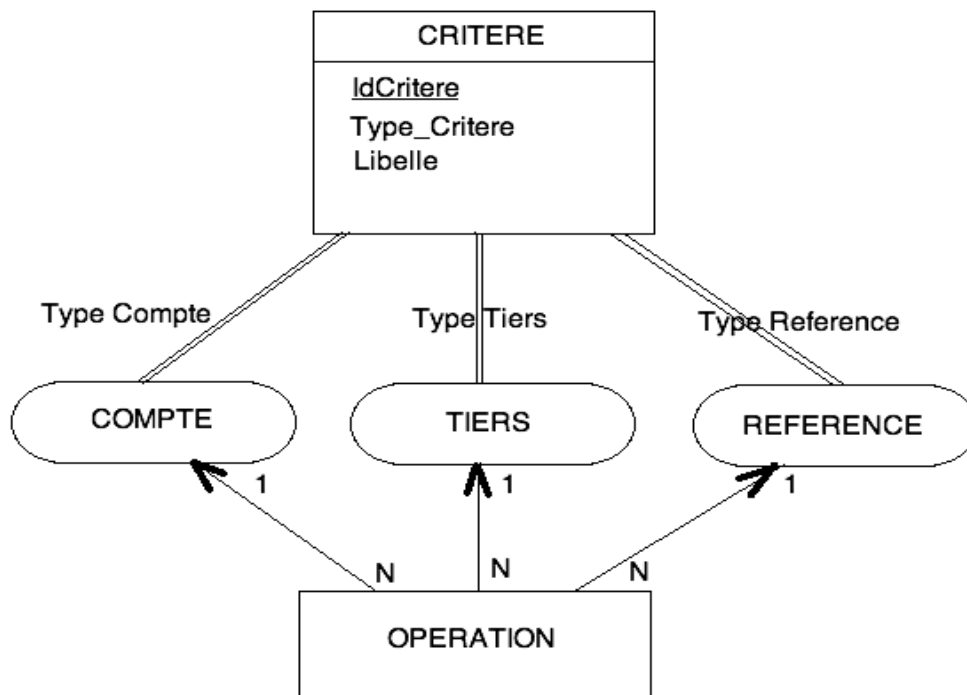 CRITERE
IdCritere
Type_Critere
Libelle
Type Compte
Type Tiers
Type Reference
COMPTE
TIERS
REFERENCE
1
1
1
N
N
N
OPERATION